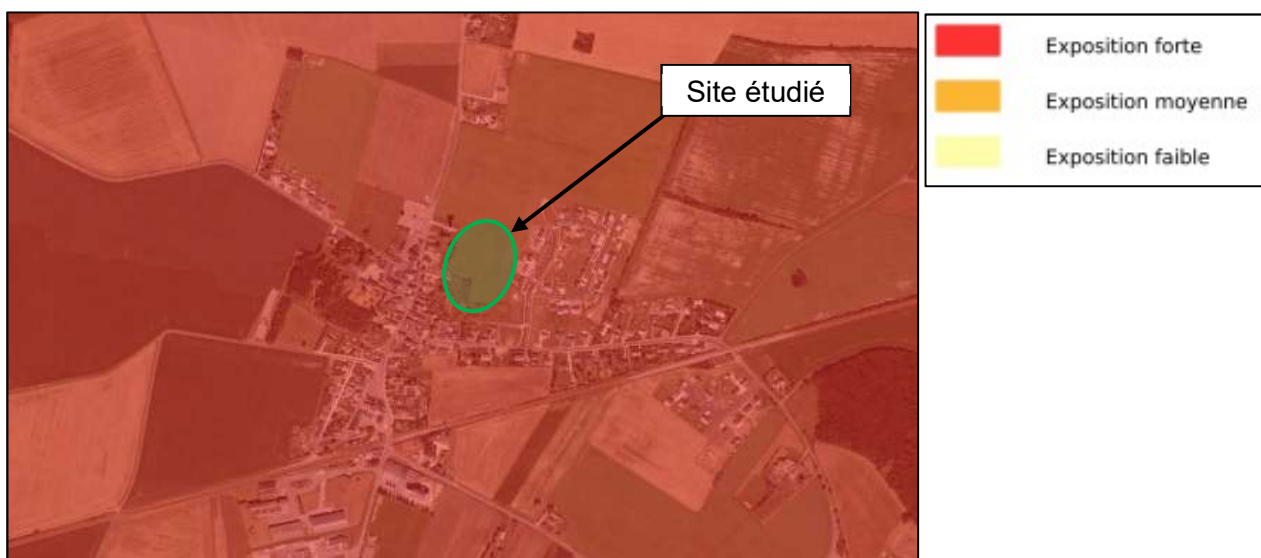 Site étudié
Exposition forte
Exposition moyenne
Exposition faible